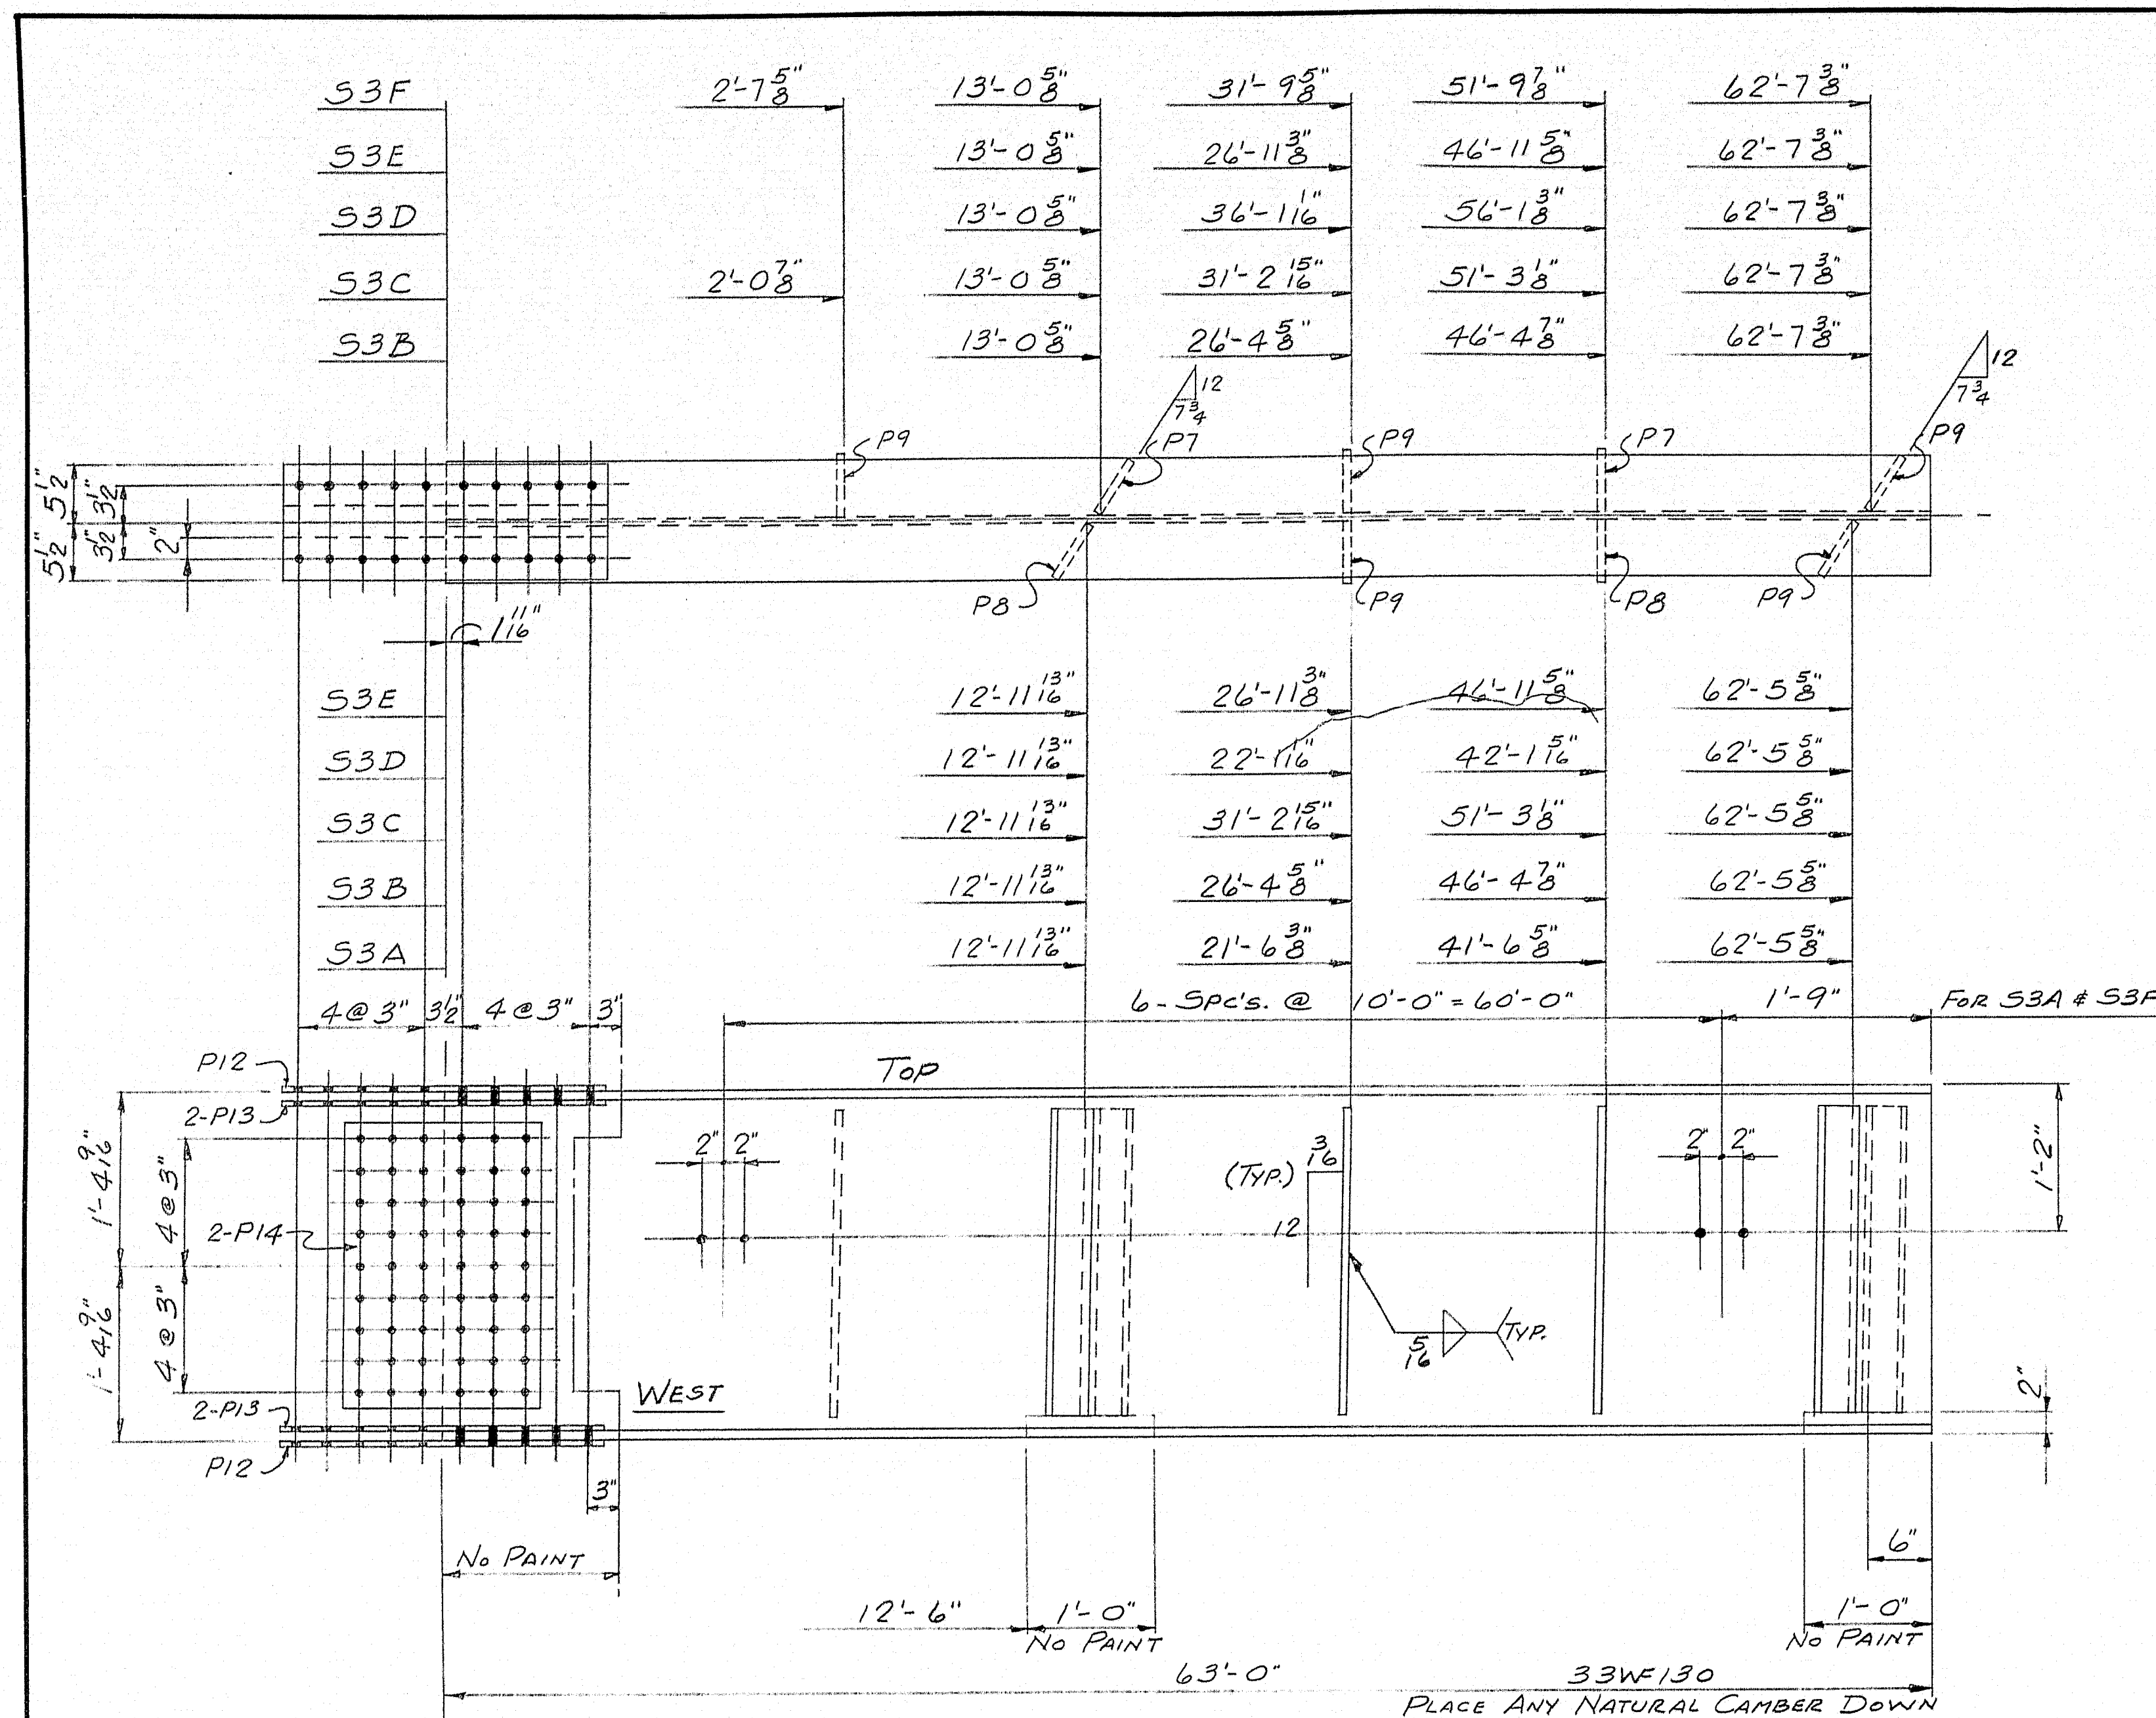 S3F 2'-7 5/8" 13'-0 5/8" 31'-9 5/8" 51'-9 7/8" 62'-7 3/8"
S3E 13'-0 5/8" 26'-11 3/8" 46'-11 5/8" 62'-7 3/8"
S3D 13'-0 5/8" 36'-1 1/16" 56'-1 3/8" 62'-7 3/8"
S3C 2'-0 7/8" 13'-0 5/8" 31'-2 15/16" 51'-3 1/8" 62'-7 3/8"
S3B 13'-0 5/8" 26'-4 5/8" 46'-4 7/8" 62'-7 3/8"
12 12
7 3/4 7 3/4
P9 P7 P9 P7 P9
5 1/2" 3 1/2"
5 1/2" 3 1/2" 2"
P8 P9 P8 P9
1 11/16"
S3E 12'-11 13/16" 26'-11 3/8" 46'-11 5/8" 62'-5 5/8"
S3D 12'-11 13/16" 22'-1 1/16" 42'-1 5/16" 62'-5 5/8"
S3C 12'-11 13/16" 31'-2 15/16" 51'-3 1/8" 62'-5 5/8"
S3B 12'-11 13/16" 26'-4 5/8" 46'-4 7/8" 62'-5 5/8"
S3A 12'-11 13/16" 21'-6 3/8" 41'-6 5/8" 62'-5 5/8"
4 @ 3" 3 1/2" 4 @ 3" 3" 6-SPC'S. @ 10'-0" = 60'-0" 1'-9" FOR S3A & S3F
P12 TOP
2-P13
1'-4 9/16" 4 @ 3" 2" 2" (TYP.) 3/16 2" 2" 1'-2"
2-P14 12
1'-4 9/16" 4 @ 3" 5/16 TYP.
2-P13 WEST 2"
P12
3"
NO PAINT 6"
12'-6" 1'-0" 1'-0"
NO PAINT NO PAINT
63'-0" 33WF130
PLACE ANY NATURAL CAMBER DOWN